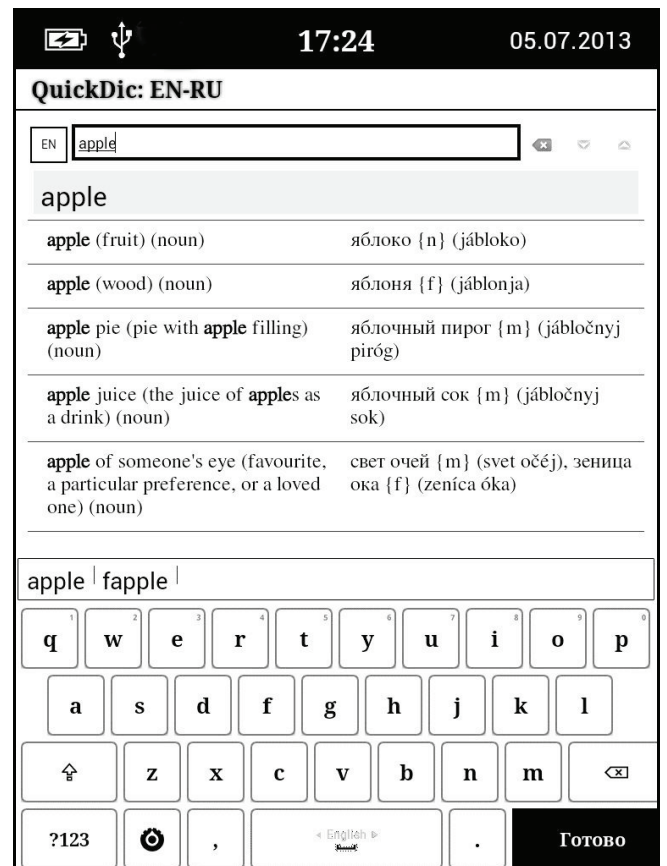 17:24 05.07.2013
QuickDic: EN-RU
EN apple
apple
apple (fruit) (noun) яблоко {n} (jábloko)
apple (wood) (noun) яблоня {f} (jáblonja)
apple pie (pie with apple filling) яблочный пирог {m} (jábločnyj
(noun) piróg)
apple juice (the juice of apples as яблочный сок {m} (jábločnyj
a drink) (noun) sok)
apple of someone's eye (favourite, свет очей {m} (svet očéj), зеница
a particular preference, or a loved ока {f} (zeníca óka)
one) (noun)
apple fapple
1 2 3 4 5 6 7 8 9 0
q w e r t y u i o p
a s d f g h j k l
z x c v b n m
?123 , English . Готово